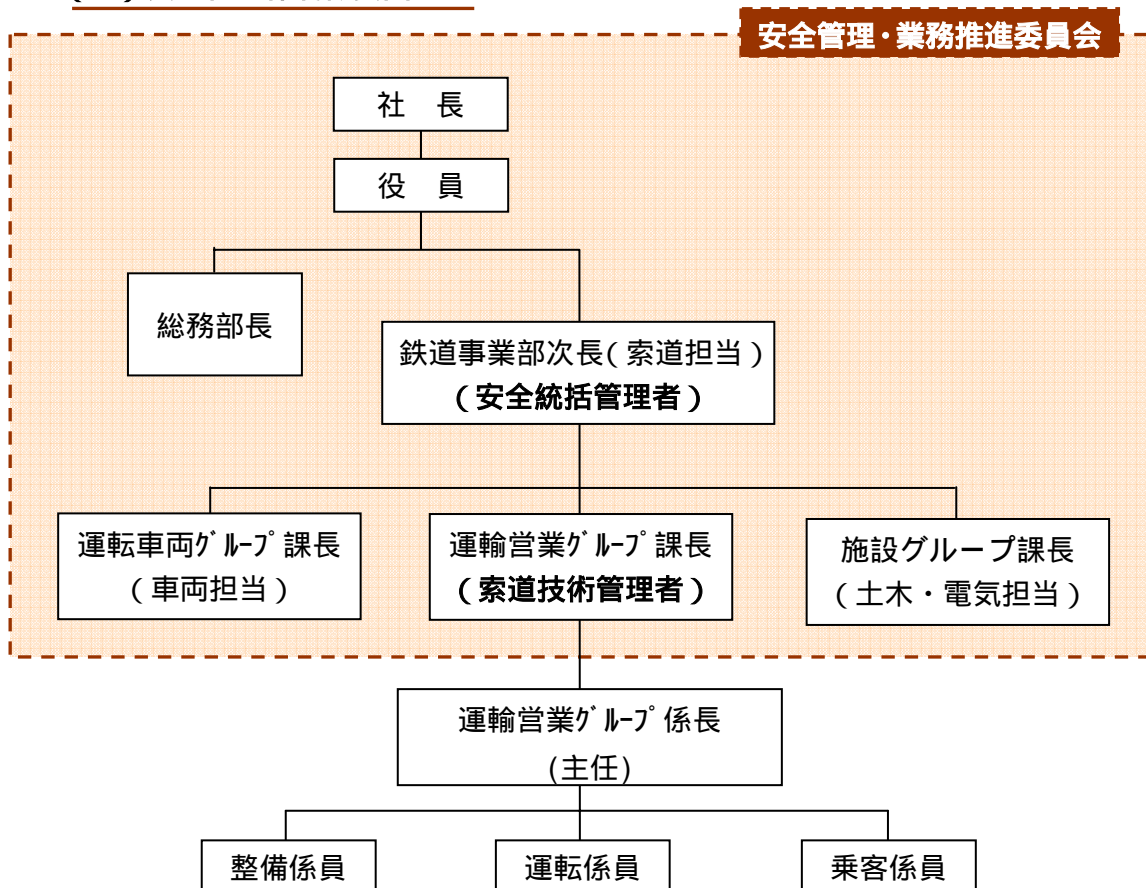 安全管理・業務推進委員会
社　長
役　員
総務部長
鉄道事業部次長(索道担当)
(安全統括管理者)
運転車両ｸﾞﾙｰﾌﾟ課長
(車両担当)
運輸営業ｸﾞﾙｰﾌﾟ課長
(索道技術管理者)
施設グループ課長
(土木・電気担当)
運輸営業ｸﾞﾙｰﾌﾟ係長
(主任)
整備係員
運転係員
乗客係員